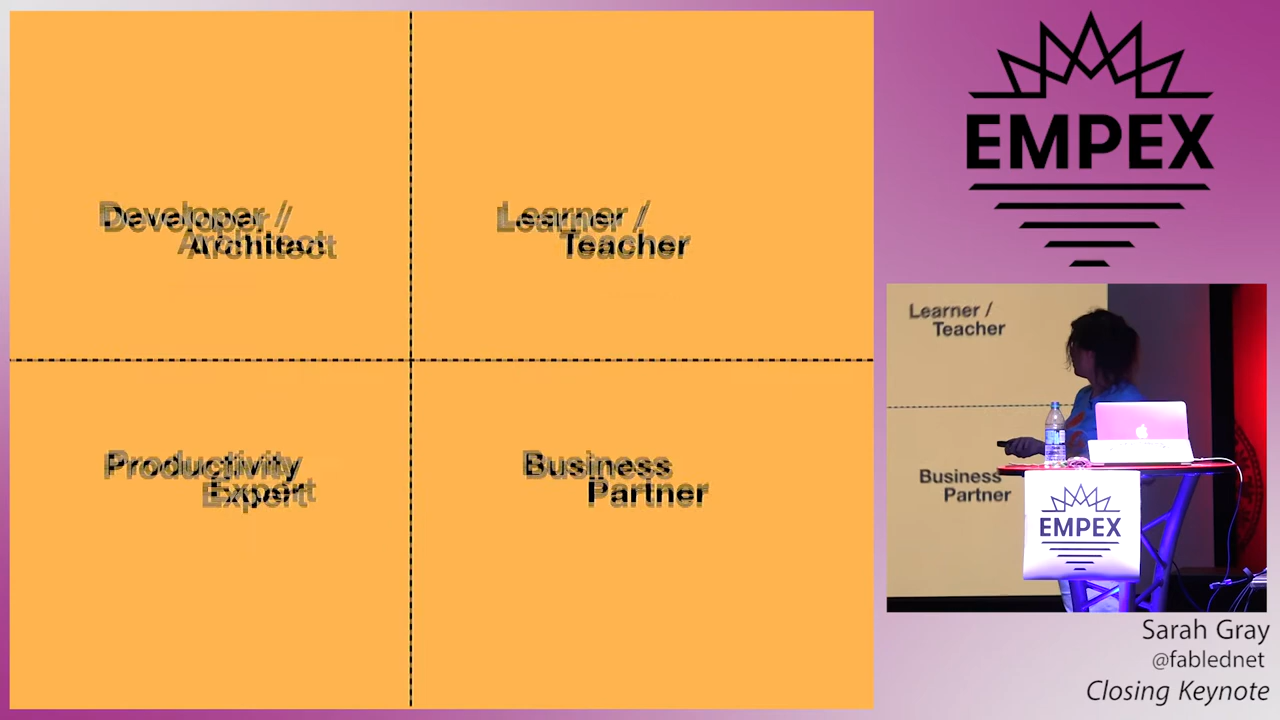 Developer /
Architect
Learner /
Teacher
Productivity
Expert
Business
Partner
EMPEX
Learner /
Teacher
Business
Partner
EMPEX
Sarah Gray
@fablednet
Closing Keynote